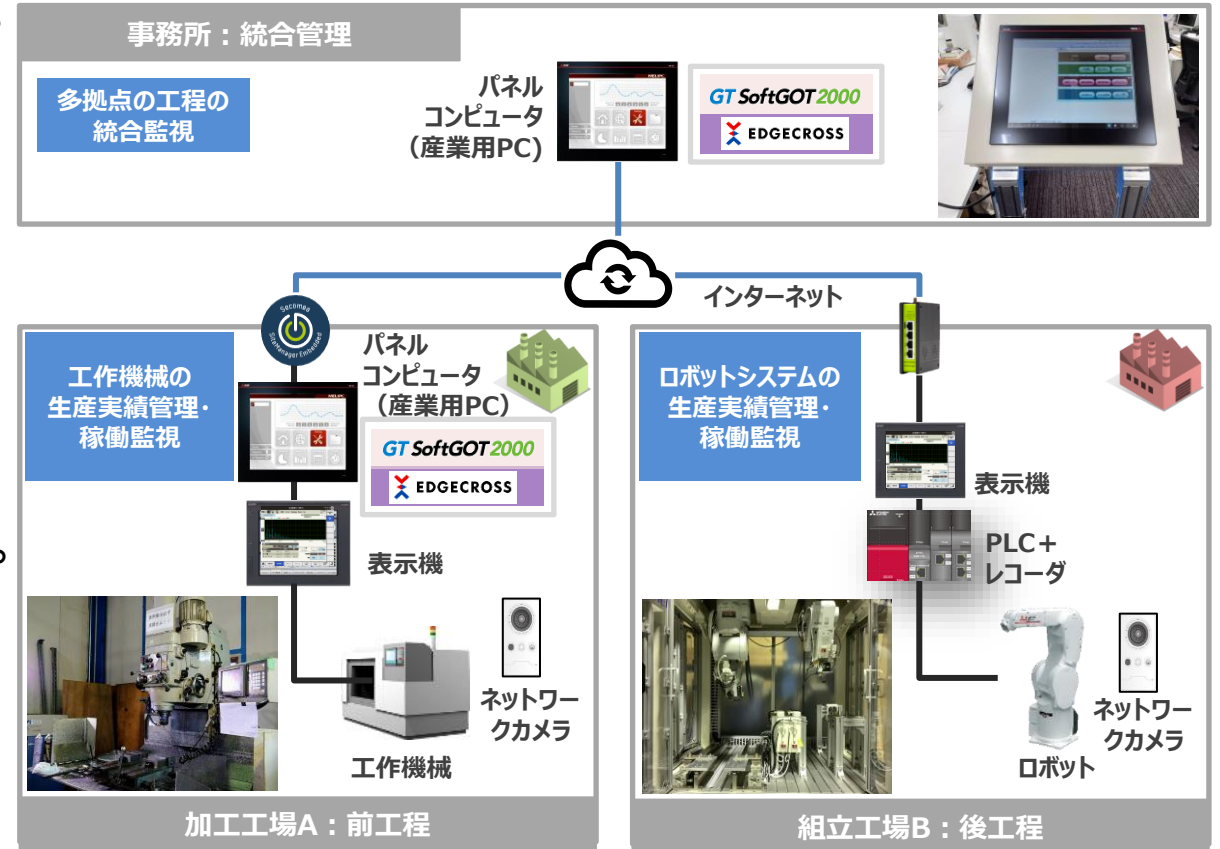 事務所：統合管理
多拠点の工程の
統合監視
パネル
コンピュータ
（産業用PC)
MELIPC
GT SoftGOT2000
EDGECROSS
インターネット
Secomea
SiteManager Embedded
工作機械の
生産実績管理・
稼働監視
パネル
コンピュータ
（産業用PC）
MELIPC
GT SoftGOT2000
EDGECROSS
表示機
ネットワー
クカメラ
工作機械
加工工場A：前工程
ロボットシステムの
生産実績管理・
稼働監視
表示機
PLC＋
レコーダ
ネットワー
クカメラ
ロボット
組立工場B：後工程